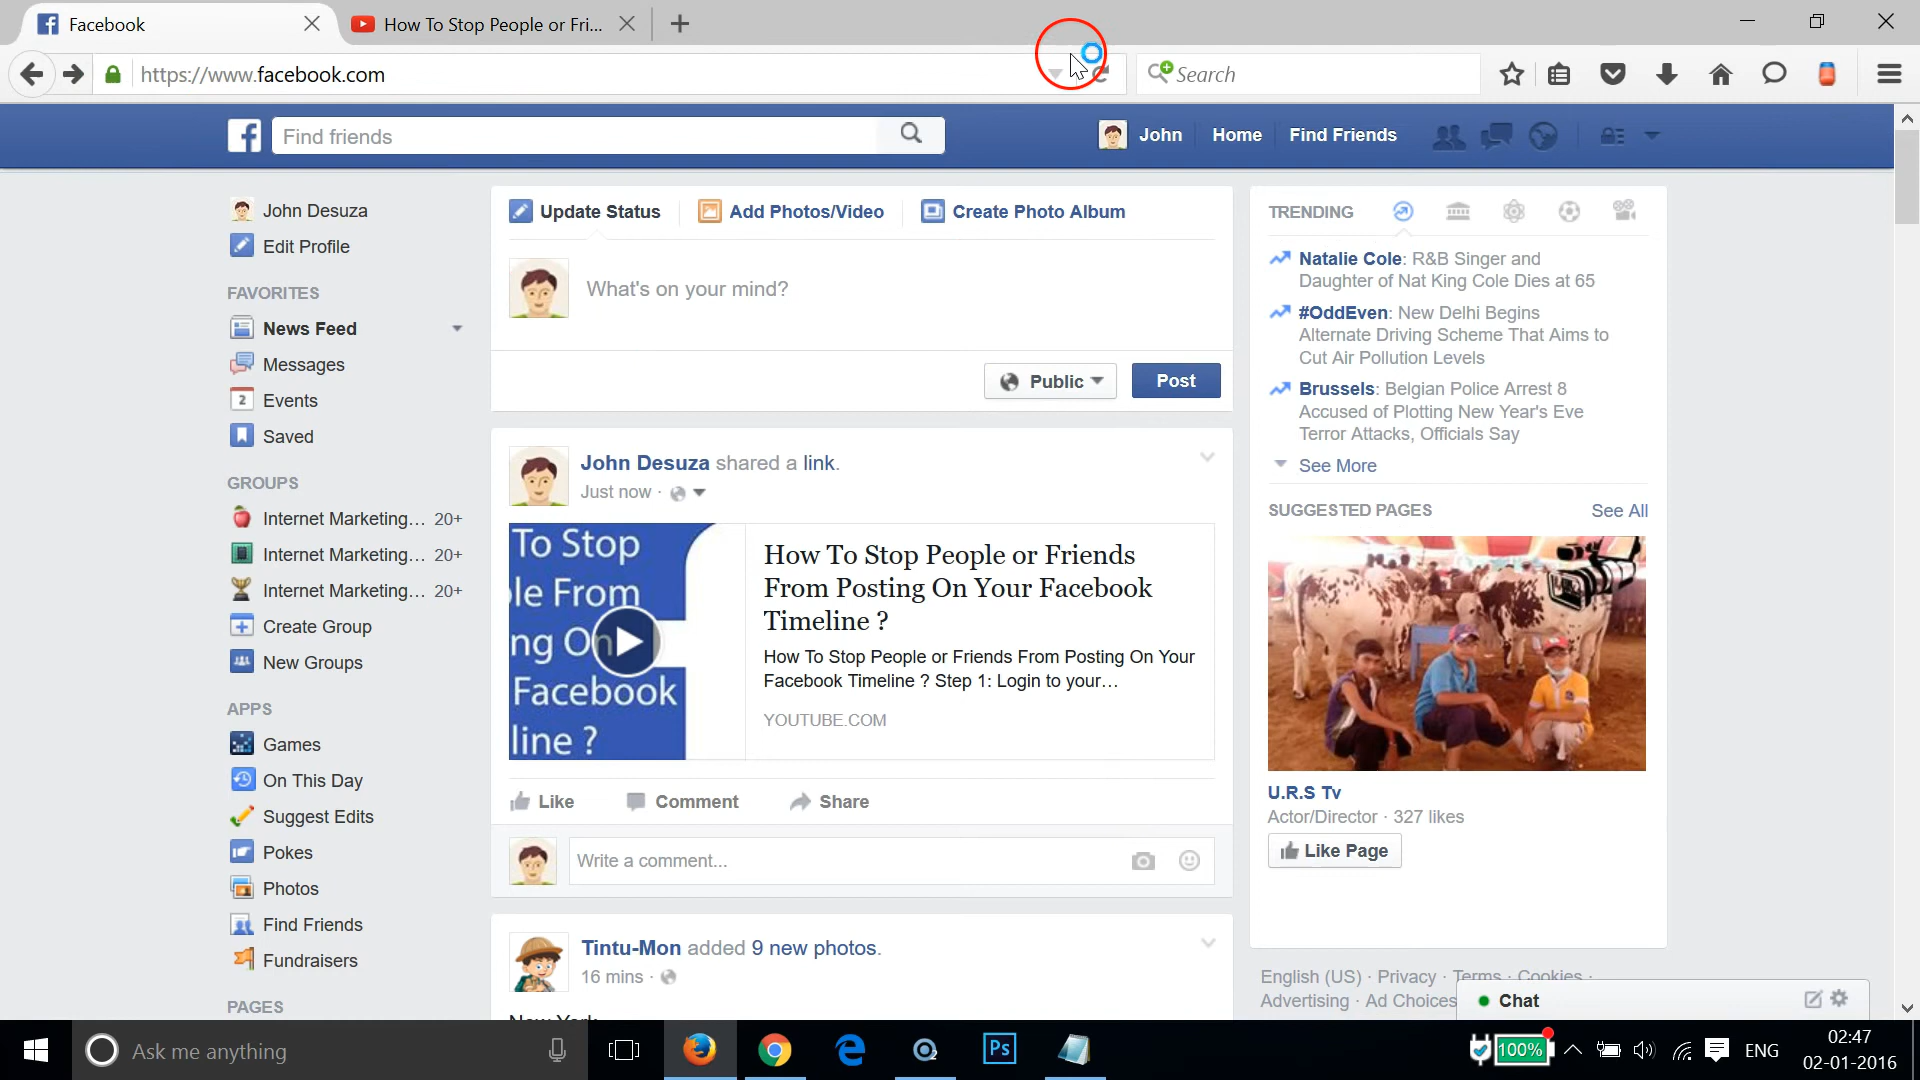 Facebook
How To Stop People or Fri...
https://www.facebook.com
Search
Find friends
John
Home
Find Friends
John Desuza
Edit Profile
FAVORITES
News Feed
Messages
2 Events
Saved
GROUPS
Internet Marketing... 20+
Internet Marketing... 20+
Internet Marketing... 20+
Create Group
New Groups
APPS
Games
On This Day
Suggest Edits
Pokes
Photos
Find Friends
Fundraisers
PAGES
Update Status
Add Photos/Video
Create Photo Album
What's on your mind?
Public
Post
John Desuza shared a link.
Just now ·
To Stop
le From
ng On
Facebook
line ?
How To Stop People or Friends
From Posting On Your Facebook
Timeline ?
How To Stop People or Friends From Posting On Your
Facebook Timeline ? Step 1: Login to your...
YOUTUBE.COM
Like
Comment
Share
Write a comment...
Tintu-Mon added 9 new photos.
16 mins ·
New York
TRENDING
Natalie Cole: R&B Singer and
Daughter of Nat King Cole Dies at 65
#OddEven: New Delhi Begins
Alternate Driving Scheme That Aims to
Cut Air Pollution Levels
Brussels: Belgian Police Arrest 8
Accused of Plotting New Year's Eve
Terror Attacks, Officials Say
See More
SUGGESTED PAGES
See All
U.R.S Tv
Actor/Director · 327 likes
Like Page
English (US) · Privacy · Terms · Cookies ·
Advertising · Ad Choices
Chat
Ask me anything
Ps
100%
ENG
02:47
02-01-2016